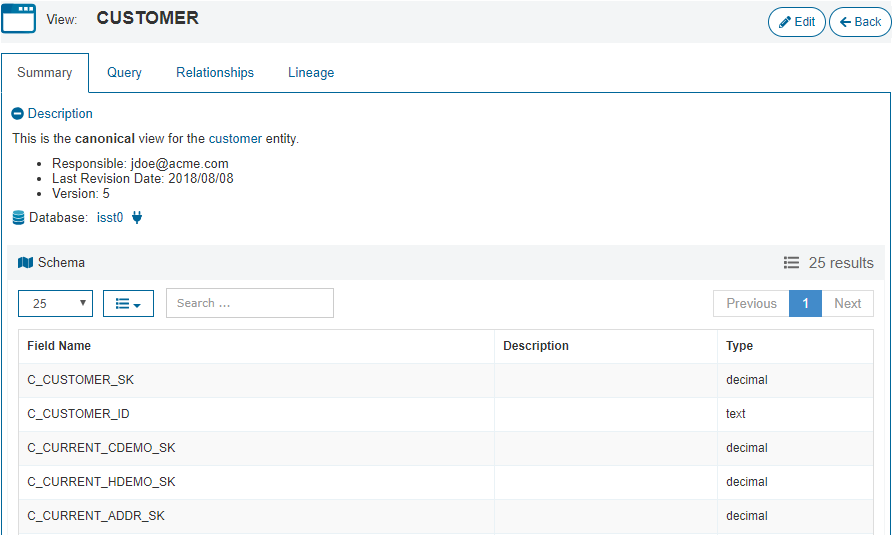 View: CUSTOMER Edit Back
Summary Query Relationships Lineage
Description
This is the canonical view for the customer entity.
• Responsible: jdoe@acme.com
• Last Revision Date: 2018/08/08
• Version: 5
Database: isst0
Schema 25 results
25 Search ... Previous 1 Next
Field Name Description Type
C_CUSTOMER_SK decimal
C_CUSTOMER_ID text
C_CURRENT_CDEMO_SK decimal
C_CURRENT_HDEMO_SK decimal
C_CURRENT_ADDR_SK decimal